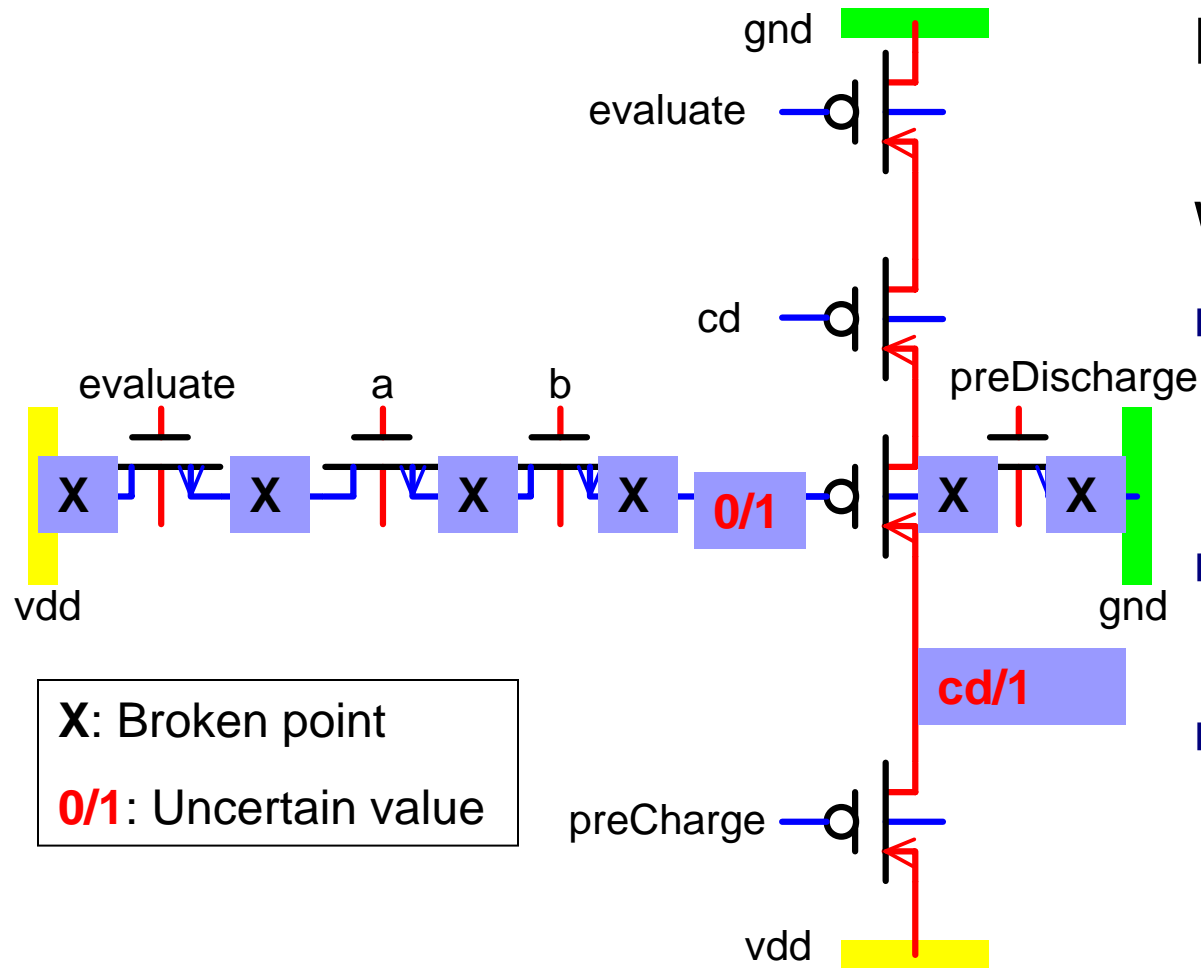 gnd
evaluate
cd
evaluate
a
b
preDischarge
X
X
X
X
0/1
X
X
vdd
gnd
cd/1
X: Broken point
0/1: Uncertain value
preCharge
vdd